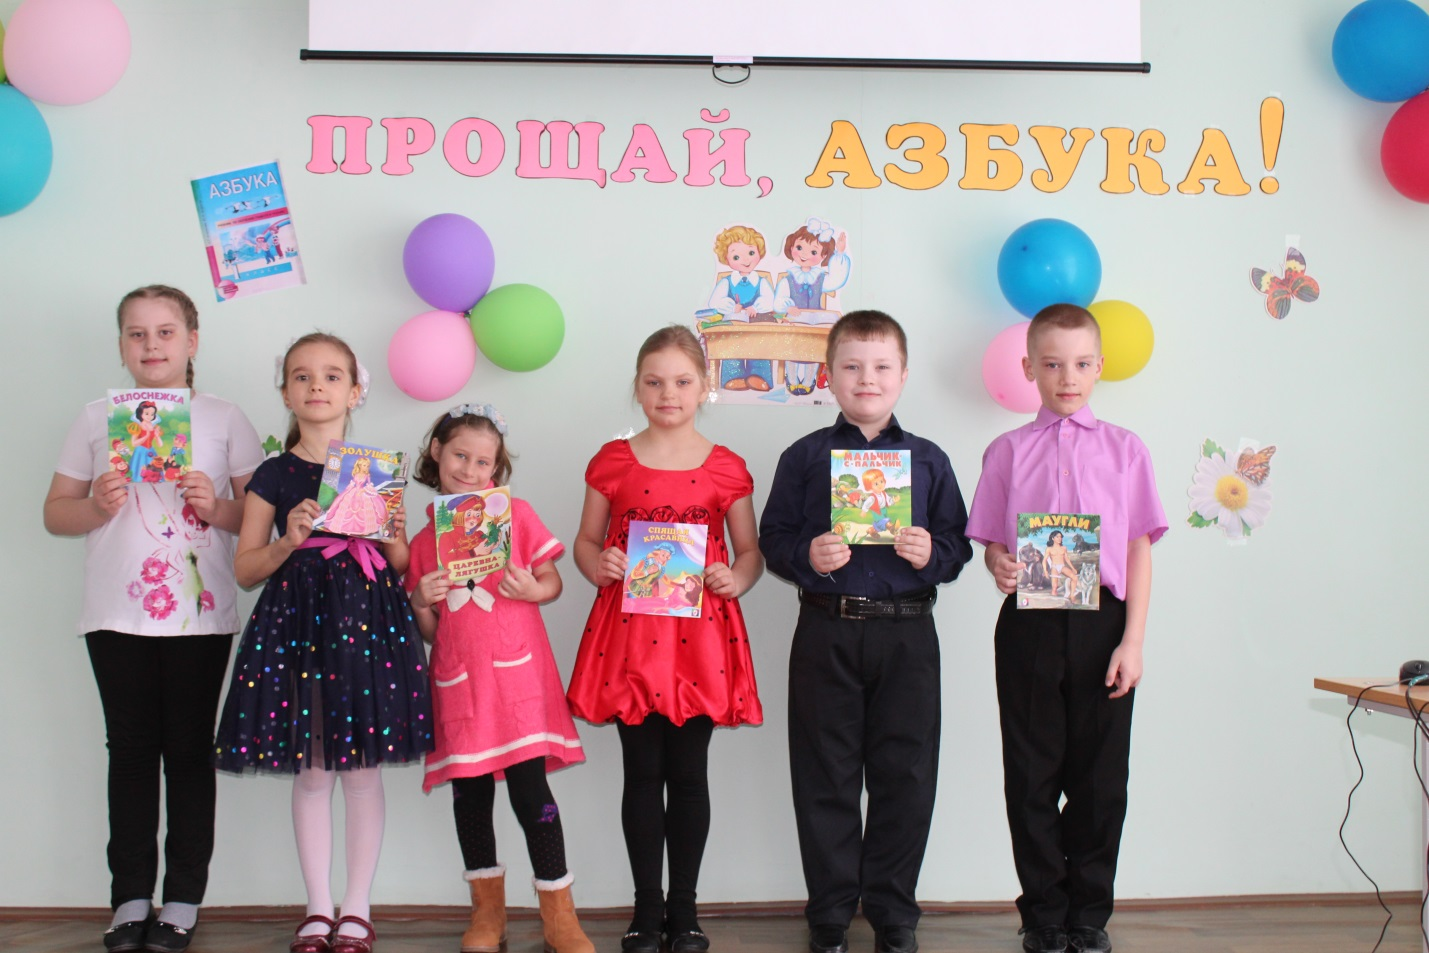 ПРОЩАЙ, АЗБУКА!
АЗБУКА
БЕЛОСНЕЖКА
ЗОЛУШКА
ЦАРЕВНА-
ЛЯГУШКА
СПЯЩАЯ
КРАСАВИЦА
МАЛЬЧИК
С-ПАЛЬЧИК
МАУГЛИ